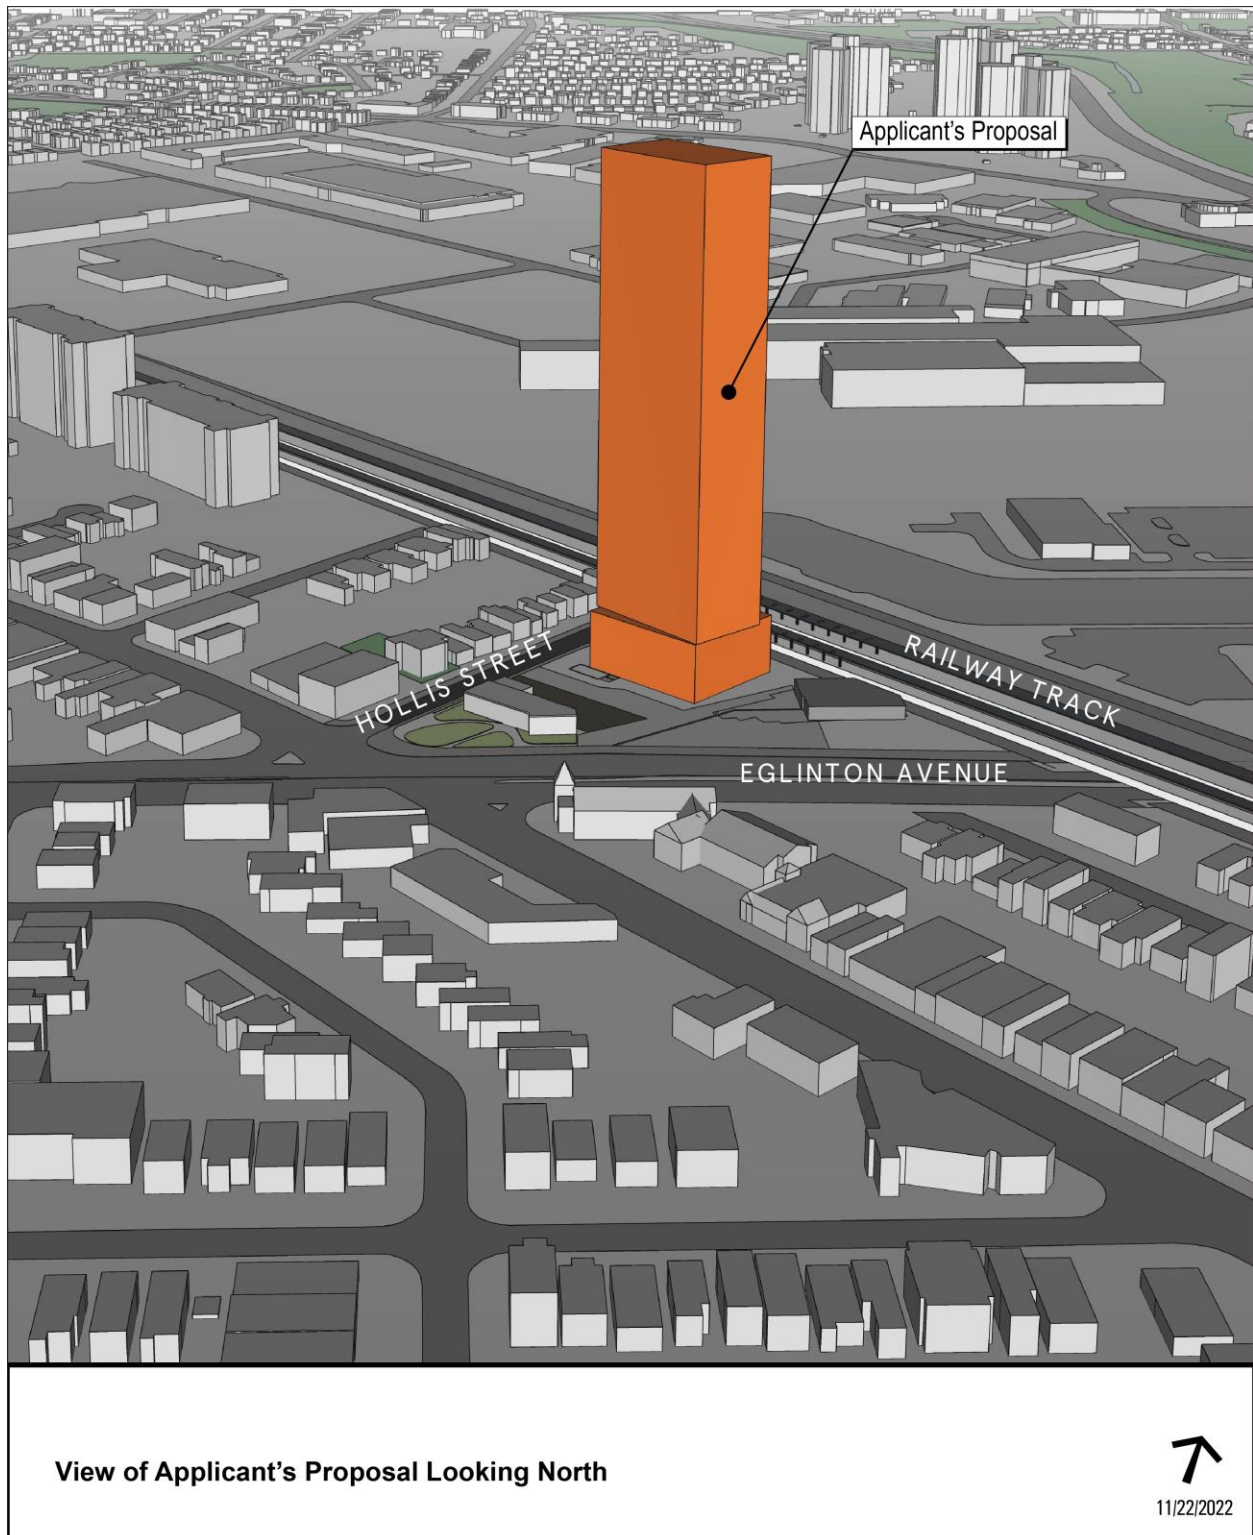 Applicant's Proposal
HOLLIS STREET
RAILWAY TRACK
EGLINTON AVENUE
View of Applicant's Proposal Looking North
11/22/2022